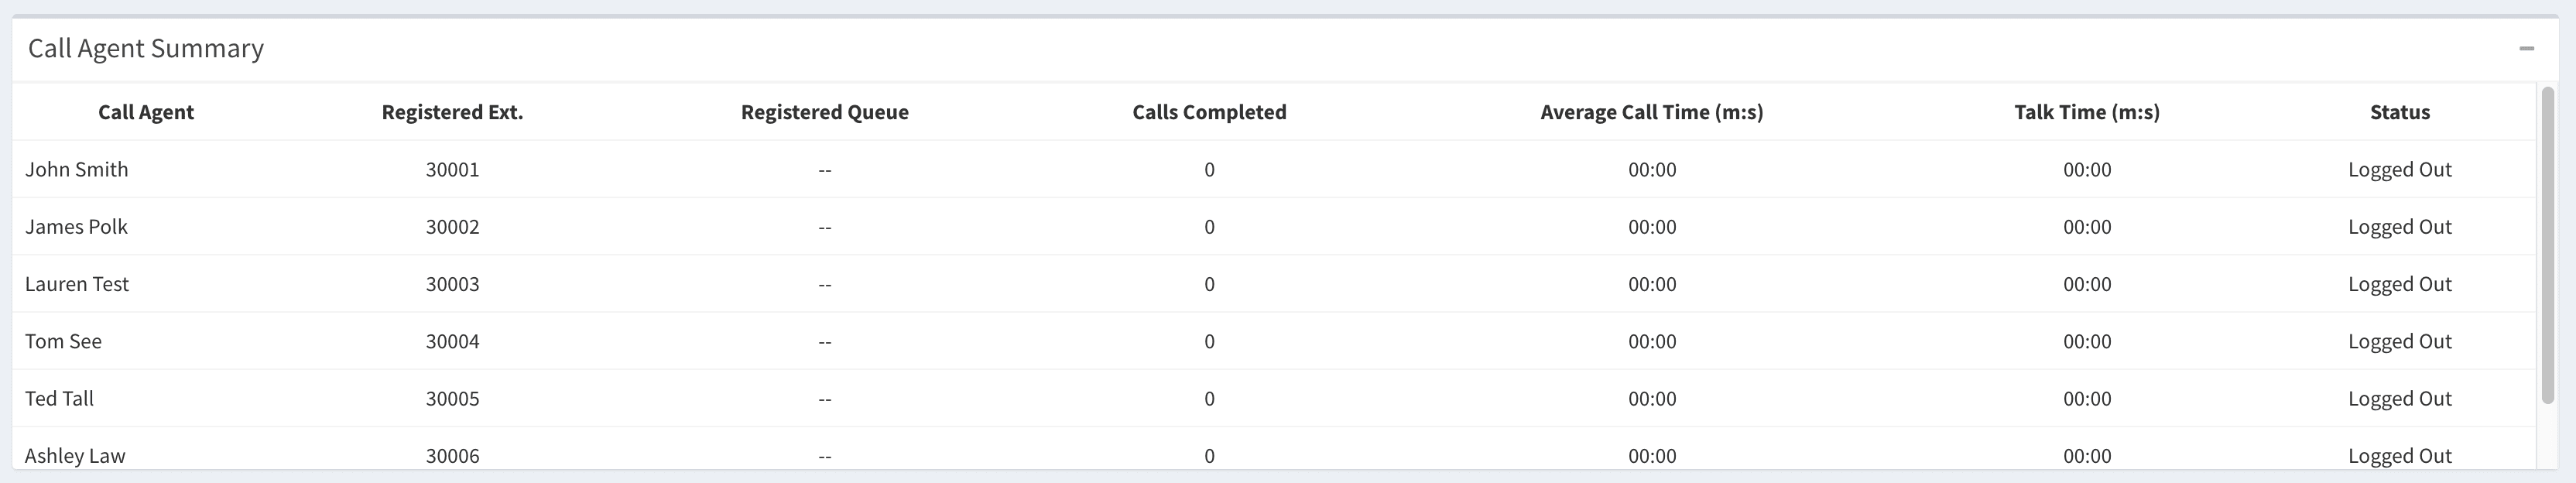 Call Agent Summary
Call Agent Registered Ext. Registered Queue Calls Completed Average Call Time (m:s) Talk Time (m:s) Status
John Smith 30001 -- 0 00:00 00:00 Logged Out
James Polk 30002 -- 0 00:00 00:00 Logged Out
Lauren Test 30003 -- 0 00:00 00:00 Logged Out
Tom See 30004 -- 0 00:00 00:00 Logged Out
Ted Tall 30005 -- 0 00:00 00:00 Logged Out
Ashley Law 30006 -- 0 00:00 00:00 Logged Out